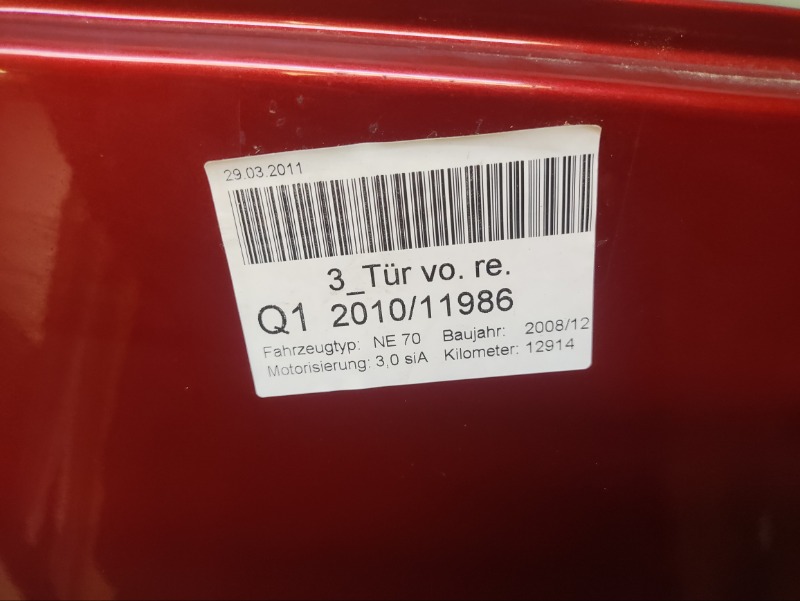 29.03.2011
3_Tür vo. re.
Q1 2010/11986
Fahrzeugtyp: NE 70 Baujahr: 2008/12
Motorisierung: 3,0 siA Kilometer: 12914